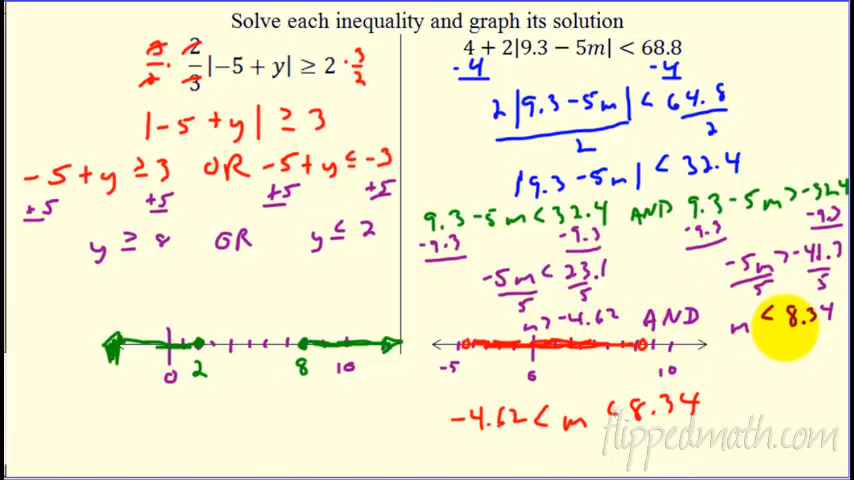 Solve each inequality and graph its solution
3/2 · 2/3|−5 + y| ≥ 2 · 3/2
|−5 + y| ≥ 3
-5 + y ≥ 3 OR -5 + y ≤ -3
+5 +5 +5 +5
y ≥ 8 OR y ≤ 2
0 2 8 10
4 + 2|9.3 − 5m| < 68.8
-4 -4
2|9.3 - 5m| < 64.8
2 2
|9.3 - 5m| < 32.4
9.3 - 5m < 32.4 AND 9.3 - 5m > -32.4
-9.3 -9.3 -9.3 -9.3
-5m < 23.1 -5m > -41.7
5 5 5 5
m > -4.62 AND m < 8.34
-5 0 10
-4.62 < m < 8.34
flippedmath.com